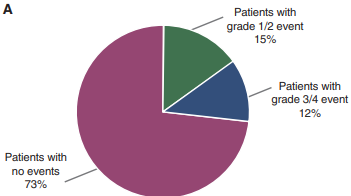 A
Patients with
grade 1/2 event
15%
Patients with
grade 3/4 event
12%
Patients with
no events
73%